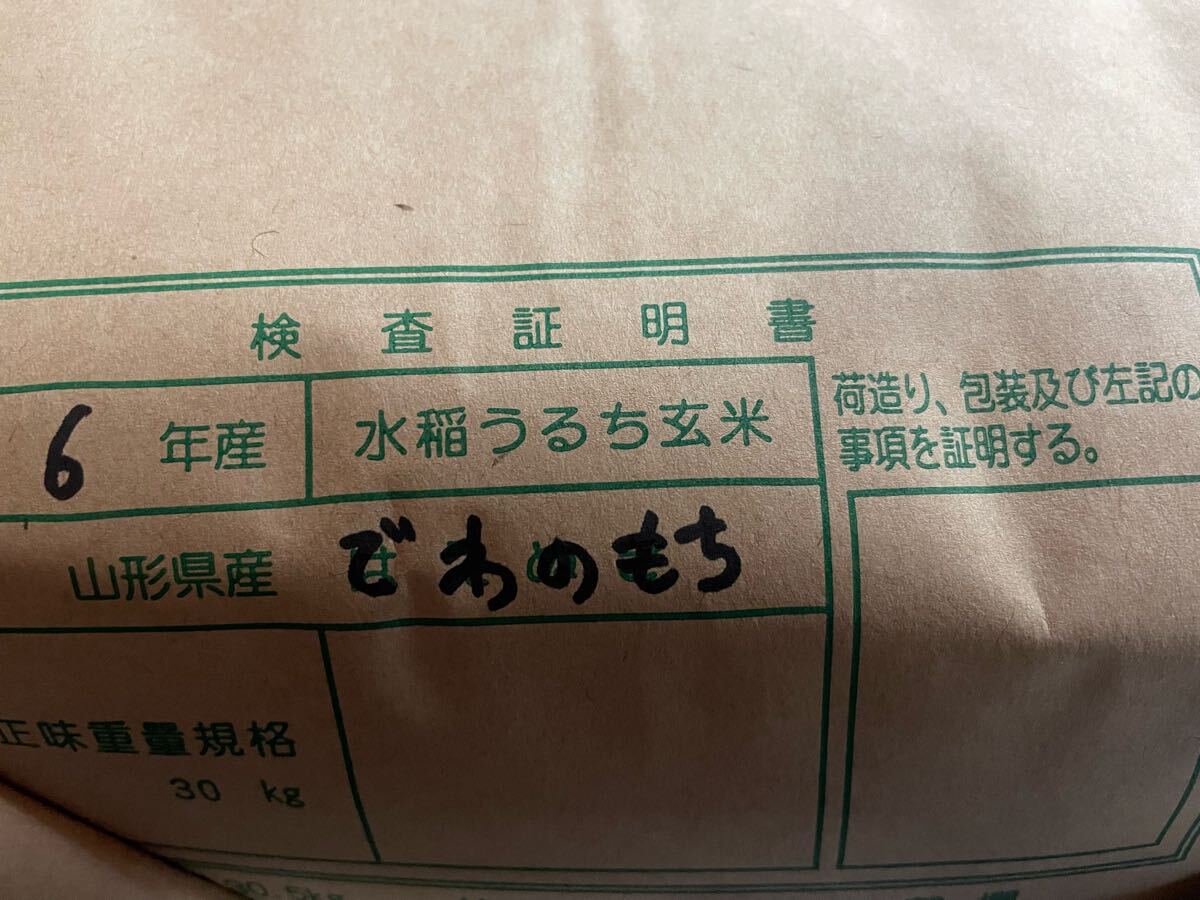 検査証明書
6年産 水稲うるち玄米
荷造り、包装及び左記の
事項を証明する。
山形県産 でわのもち
正味重量規格
30 kg